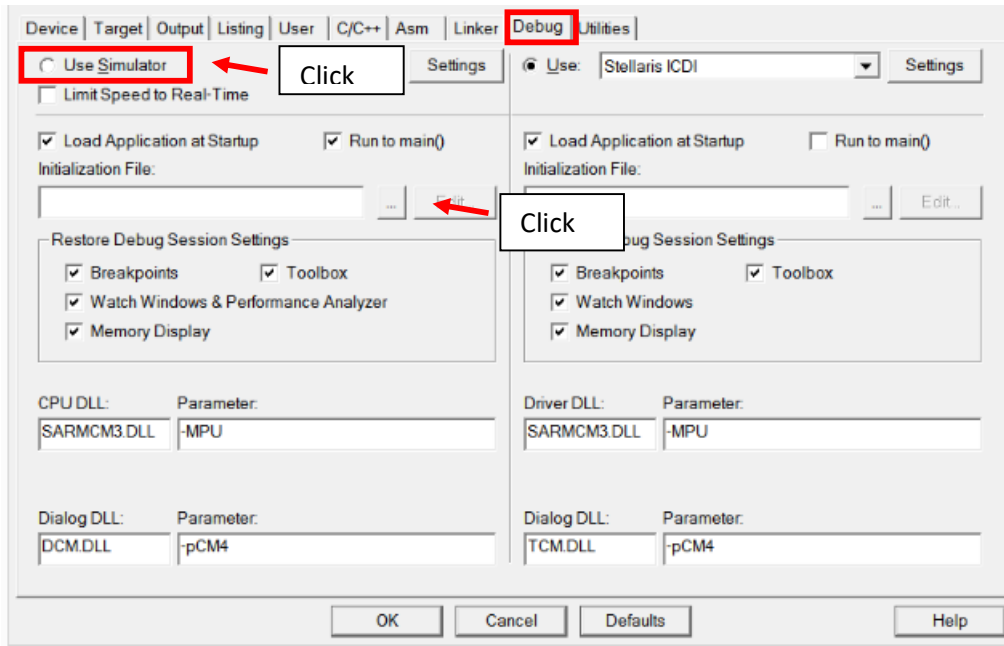 Device Target Output Listing User C/C++ Asm Linker Debug Utilities
Use Simulator Click Settings Use: Stellaris ICDI Settings
Limit Speed to Real-Time
Load Application at Startup Run to main() Load Application at Startup Run to main()
Initialization File: Initialization File:
... Edit... ... Edit...
Click
Restore Debug Session Settings bug Session Settings
Breakpoints Toolbox Breakpoints Toolbox
Watch Windows & Performance Analyzer Watch Windows
Memory Display Memory Display
CPU DLL: Parameter: Driver DLL: Parameter:
SARMCM3.DLL -MPU SARMCM3.DLL -MPU
Dialog DLL: Parameter: Dialog DLL: Parameter:
DCM.DLL -pCM4 TCM.DLL -pCM4
OK Cancel Defaults Help